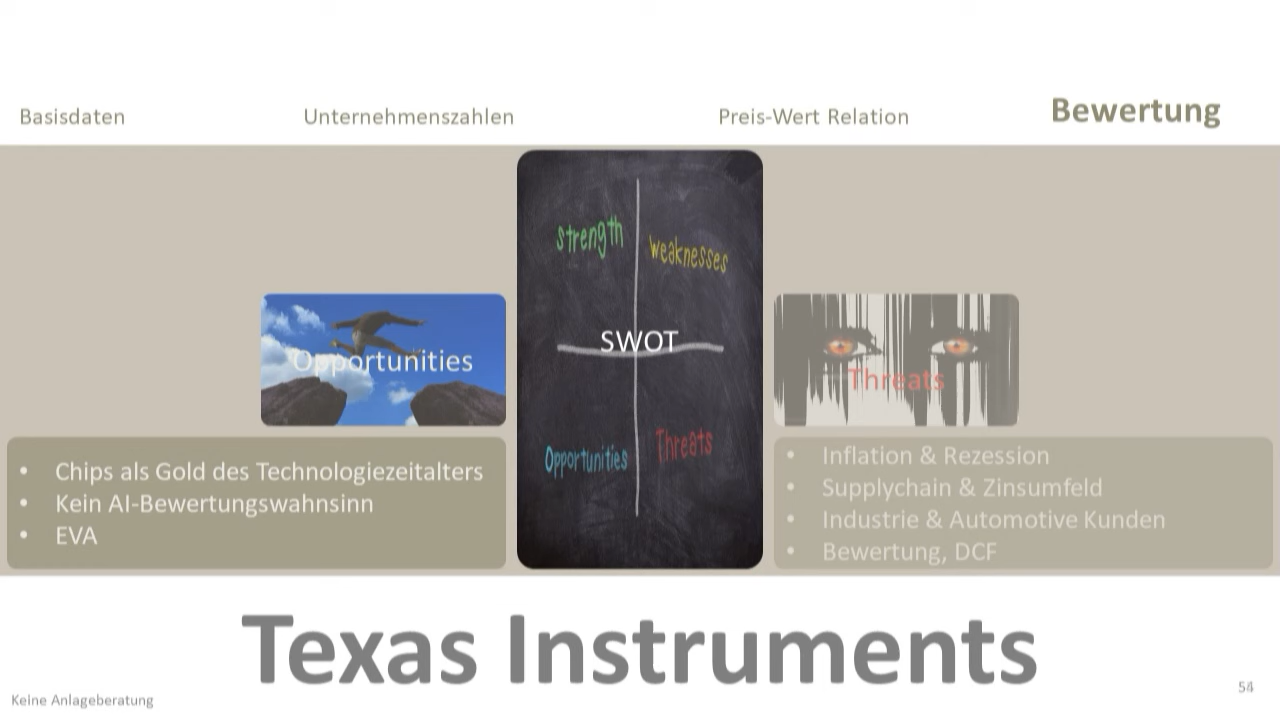 Basisdaten
Unternehmenszahlen
Preis-Wert Relation
Bewertung
strength
weaknesses
SWOT
Opportunities
Threats
Opportunities
• Chips als Gold des Technologiezeitalters
• Kein AI-Bewertungswahnsinn
• EVA
Threats
• Inflation & Rezession
• Supplychain & Zinsumfeld
• Industrie & Automotive Kunden
• Bewertung, DCF
Texas Instruments
Keine Anlageberatung
54